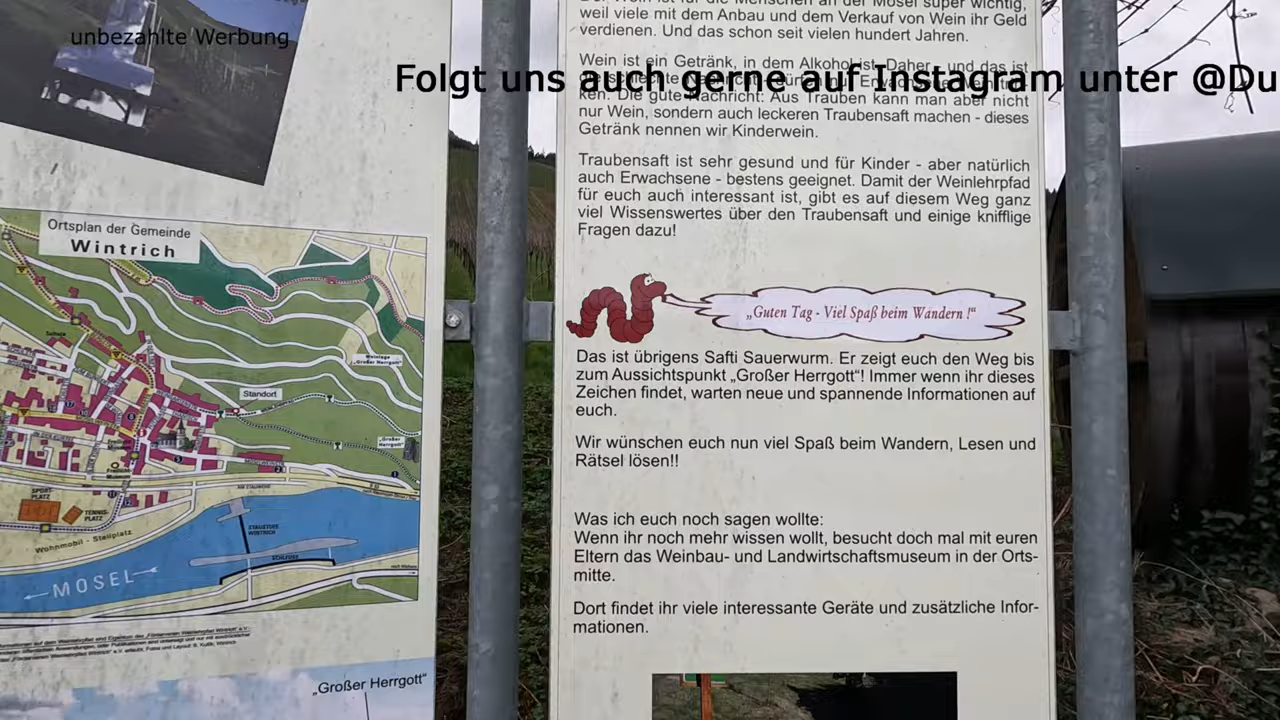 unbezahlte Werbung
Folgt uns auch gerne auf Instagram unter @Du
Der Wein ist für die Menschen an der Mosel super wichtig,
weil viele mit dem Anbau und dem Verkauf von Wein ihr Geld
verdienen. Und das schon seit vielen hundert Jahren.
Wein ist ein Getränk, in dem Alkohol ist. Daher - und das ist
ken. Die gute Nachricht: Aus Trauben kann man aber nicht
nur Wein, sondern auch leckeren Traubensaft machen - dieses
Getränk nennen wir Kinderwein.
Traubensaft ist sehr gesund und für Kinder - aber natürlich
auch Erwachsene - bestens geeignet. Damit der Weinlehrpfad
für euch auch interessant ist, gibt es auf diesem Weg ganz
viel Wissenswertes über den Traubensaft und einige knifflige
Fragen dazu!
„Guten Tag - Viel Spaß beim Wandern !“
Das ist übrigens Safti Sauerwurm. Er zeigt euch den Weg bis
zum Aussichtspunkt „Großer Herrgott“! Immer wenn ihr dieses
Zeichen findet, warten neue und spannende Informationen auf
euch.
Wir wünschen euch nun viel Spaß beim Wandern, Lesen und
Rätsel lösen!!
Was ich euch noch sagen wollte:
Wenn ihr noch mehr wissen wollt, besucht doch mal mit euren
Eltern das Weinbau- und Landwirtschaftsmuseum in der Orts-
mitte.
Dort findet ihr viele interessante Geräte und zusätzliche Infor-
mationen.
Ortsplan der Gemeinde
Wintrich
Weinlage
„Großer Herrgott“
Standort
„Großer
Herrgott“
SPORT-
PLATZ
TENNIS-
PLATZ
Wohnmobil - Stellplatz
STAUSTUFE
WINTRICH
SCHLEUSE
MOSEL
„Großer Herrgott“